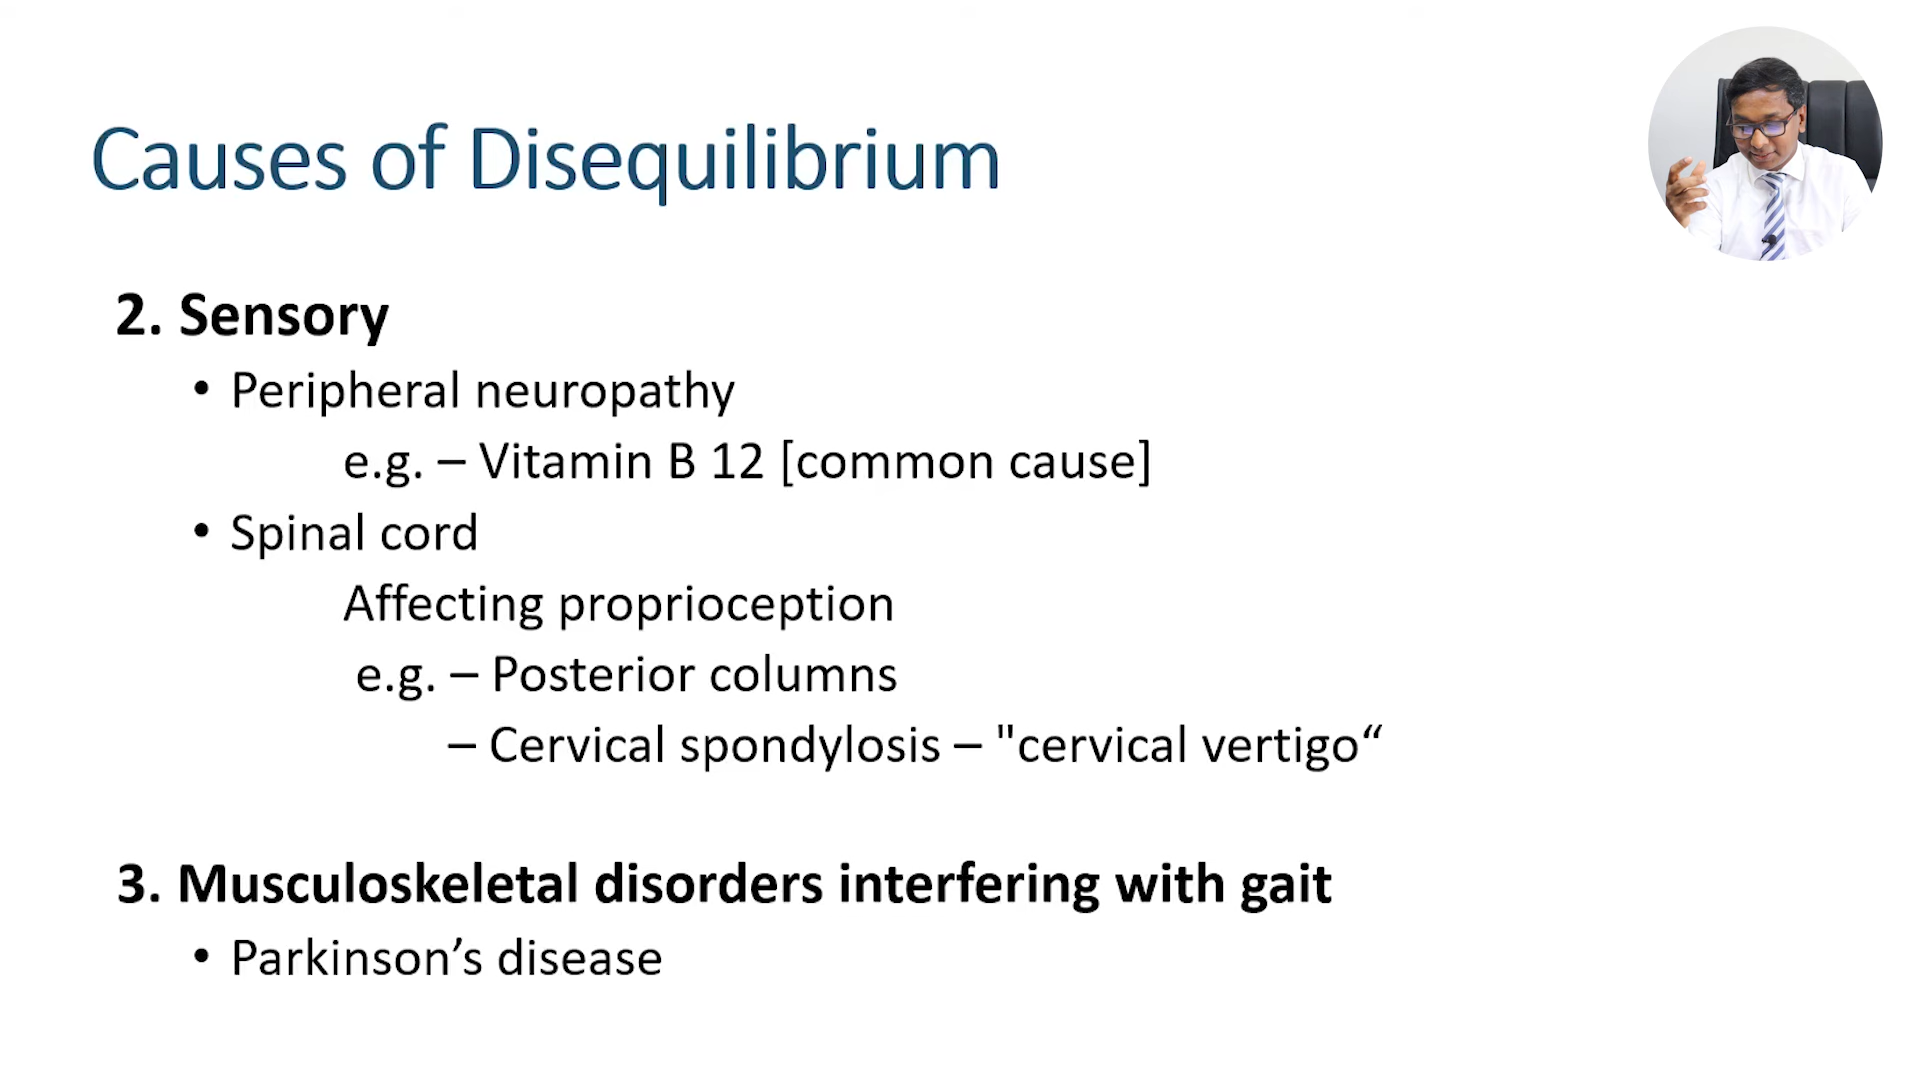 Causes of Disequilibrium
2. Sensory
• Peripheral neuropathy
e.g. – Vitamin B 12 [common cause]
• Spinal cord
Affecting proprioception
e.g. – Posterior columns
– Cervical spondylosis – "cervical vertigo“
3. Musculoskeletal disorders interfering with gait
• Parkinson’s disease